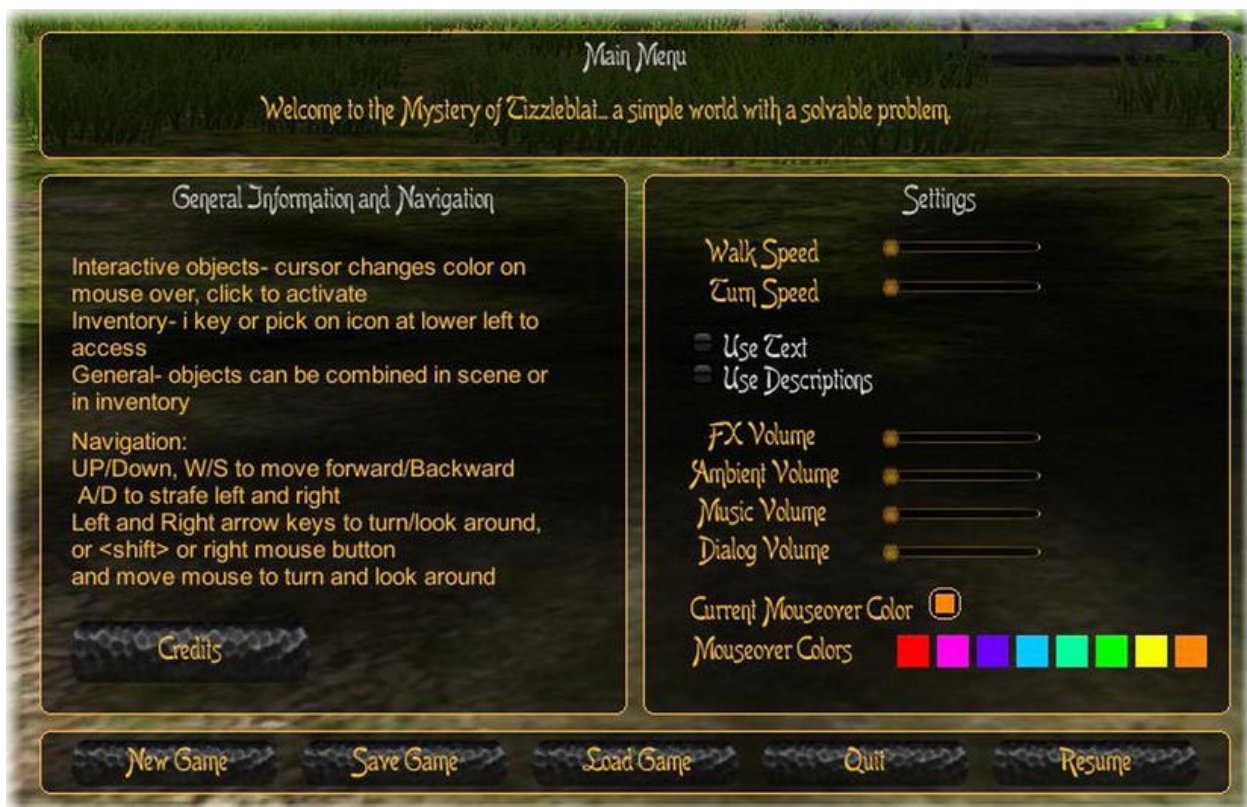 Main Menu
Welcome to the Mystery of Tizzleblat... a simple world with a solvable problem.
General Information and Navigation
Interactive objects- cursor changes color on
mouse over, click to activate
Inventory- i key or pick on icon at lower left to
access
General- objects can be combined in scene or
in inventory
Navigation:
UP/Down, W/S to move forward/Backward
A/D to strafe left and right
Left and Right arrow keys to turn/look around,
or <shift> or right mouse button
and move mouse to turn and look around
Credits
Settings
Walk Speed
Turn Speed
Use Text
Use Descriptions
FX Volume
Ambient Volume
Music Volume
Dialog Volume
Current Mouseover Color
Mouseover Colors
New Game
Save Game
Load Game
Quit
Resume